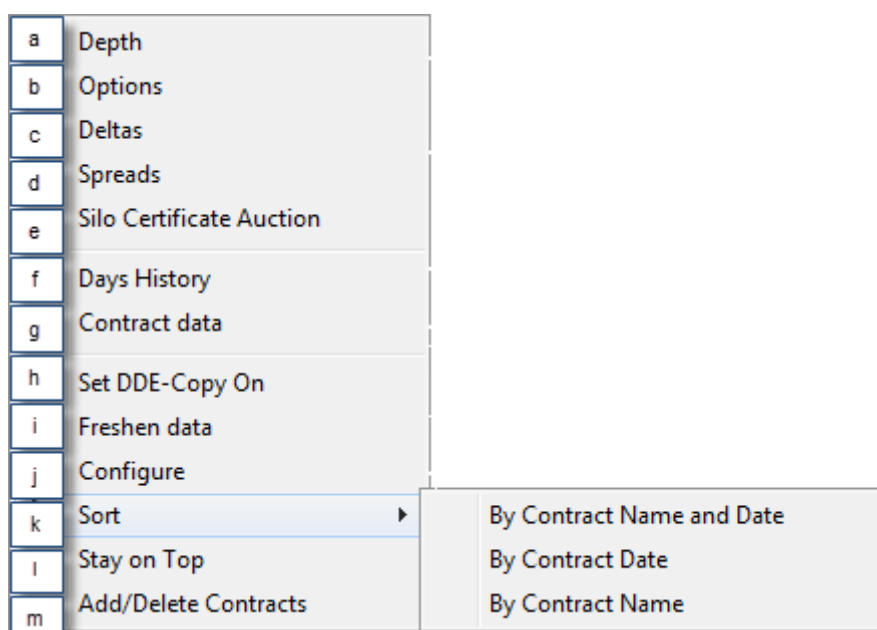 a Depth
b Options
c Deltas
d Spreads
e Silo Certificate Auction
f Days History
g Contract data
h Set DDE-Copy On
i Freshen data
j Configure
k Sort By Contract Name and Date
l Stay on Top By Contract Date
m Add/Delete Contracts By Contract Name